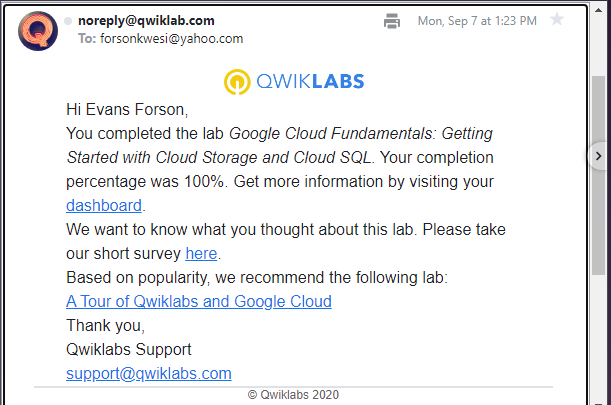 noreply@qwiklab.com
Mon, Sep 7 at 1:23 PM
To: forsonkwesi@yahoo.com
QWIKLABS
Hi Evans Forson,
You completed the lab Google Cloud Fundamentals: Getting
Started with Cloud Storage and Cloud SQL. Your completion
percentage was 100%. Get more information by visiting your
dashboard.
We want to know what you thought about this lab. Please take
our short survey here.
Based on popularity, we recommend the following lab:
A Tour of Qwiklabs and Google Cloud
Thank you,
Qwiklabs Support
support@qwiklabs.com
© Qwiklabs 2020